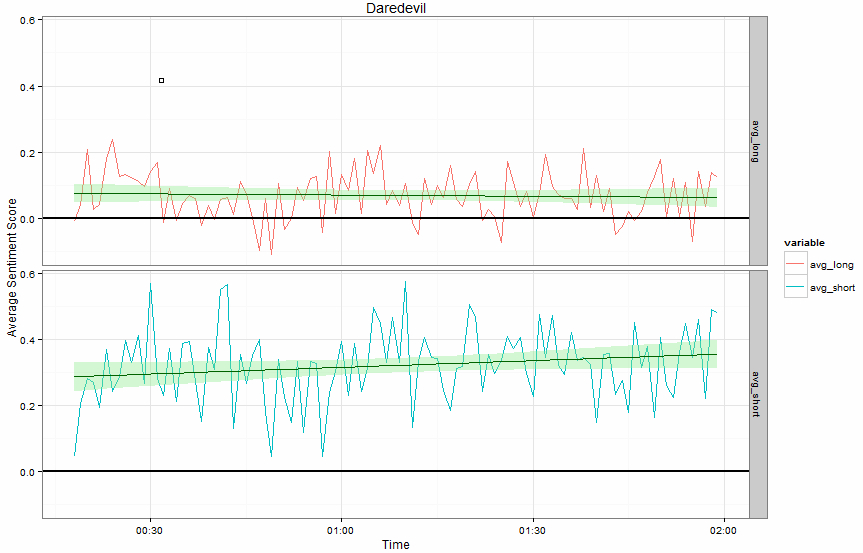 Daredevil
Average Sentiment Score
0.6
0.4
0.2
0.0
avg_long
0.6
0.4
0.2
0.0
avg_short
00:30
01:00
01:30
02:00
Time
variable
avg_long
avg_short